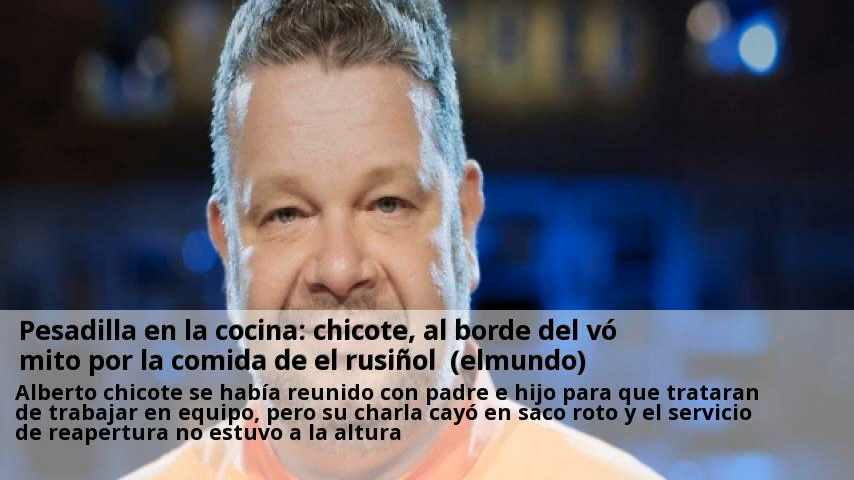 Pesadilla en la cocina: chicote, al borde del vó
mito por la comida de el rusiñol (elmundo)
Alberto chicote se había reunido con padre e hijo para que trataran
de trabajar en equipo, pero su charla cayó en saco roto y el servicio
de reapertura no estuvo a la altura